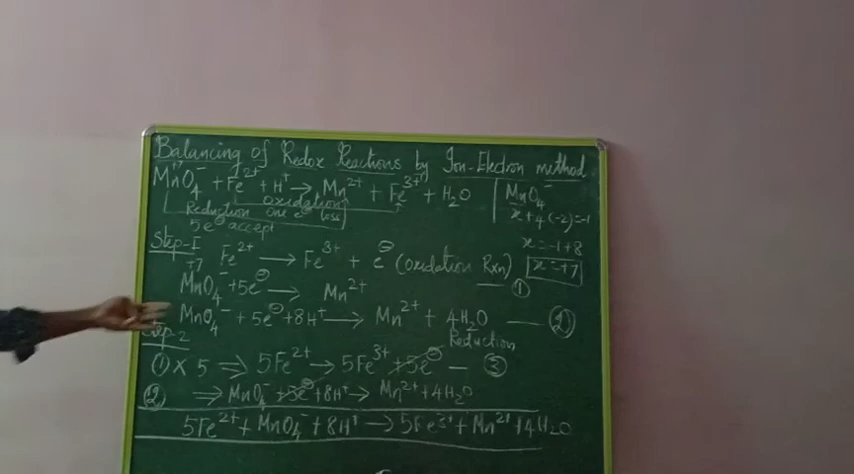 Balancing of Redox Reactions by Ion-Electron method
+7
MnO₄⁻ + Fe²⁺ + H⁺ → Mn²⁺ + Fe³⁺ + H₂O
oxidation
Reduction one e⊖ loss
5e⊖ accept
MnO₄⁻
x+4(-2)=-1
x=-1+8
x=+7
Step-I Fe²⁺ → Fe³⁺ + e⊖ (oxidation Rxn) — ①
+7
MnO₄⁻ +5e⊖ → Mn²⁺
MnO₄⁻ + 5e⊖ +8H⁺ → Mn²⁺ + 4H₂O — ②
Reduction
Step-2
① × 5 ⇒ 5Fe²⁺ → 5Fe³⁺ +5e⊖ — ③
② ⇒ MnO₄⁻ +5e⊖ +8H⁺ → Mn²⁺ +4H₂O
5Fe²⁺ + MnO₄⁻ + 8H⁺ → 5Fe³⁺ + Mn²⁺ + 4H₂O